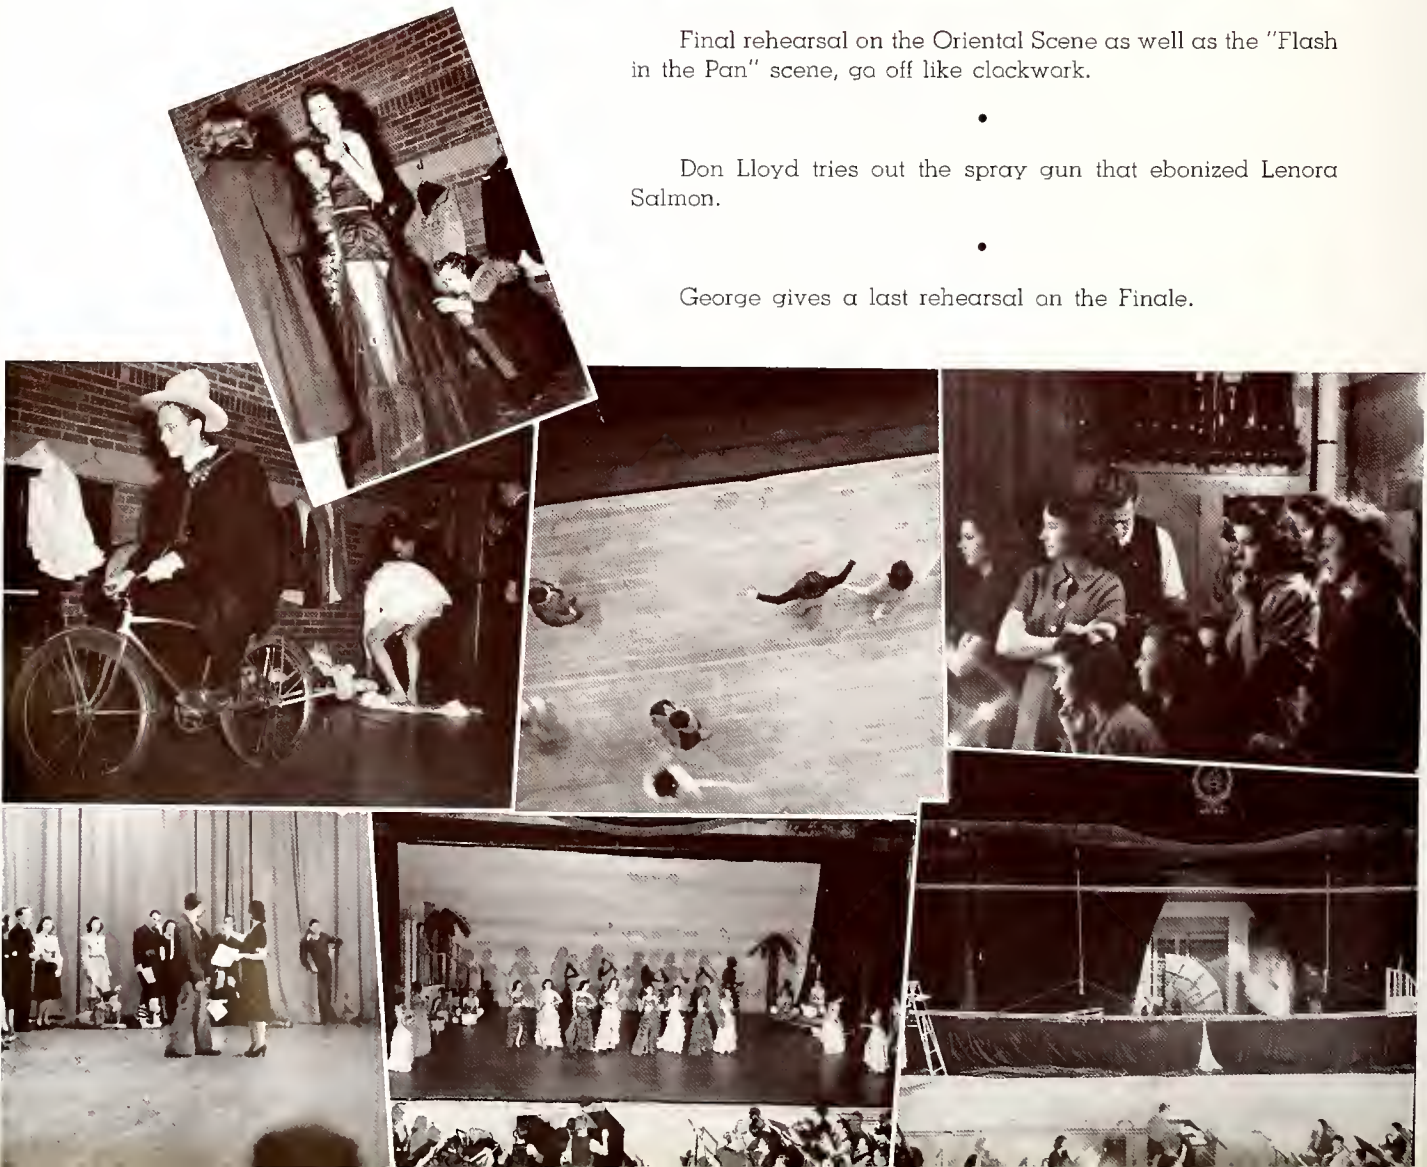 Final rehearsal on the Oriental Scene as well as the "Flash
in the Pan" scene, go off like clockwork.
Don Lloyd tries out the spray gun that ebonized Lenora
Salmon.
George gives a last rehearsal on the Finale.